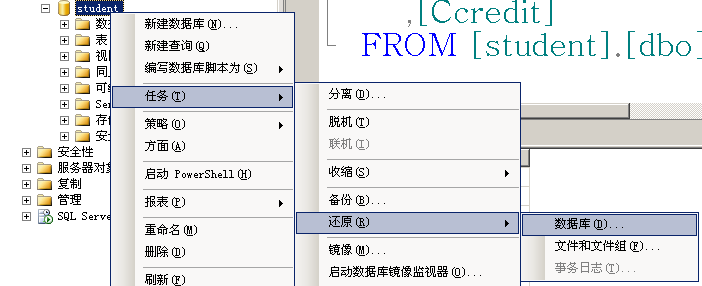 student
数
表
视
同
可
Ser
存
安
安全性
服务器对象
复制
管理
SQL Serve
新建数据库(N)...
新建查询(Q)
编写数据库脚本为(S)
任务(T)
策略(O)
方面(A)
启动 PowerShell(H)
报表(P)
重命名(M)
删除(D)
刷新(F)
分离(D)...
脱机(T)
联机(I)
收缩(S)
备份(B)...
还原(R)
镜像(M)...
启动数据库镜像监视器(O)...
数据库(D)...
文件和文件组(F)...
事务日志(T)...
,[Ccredit]
FROM [student].[dbo]